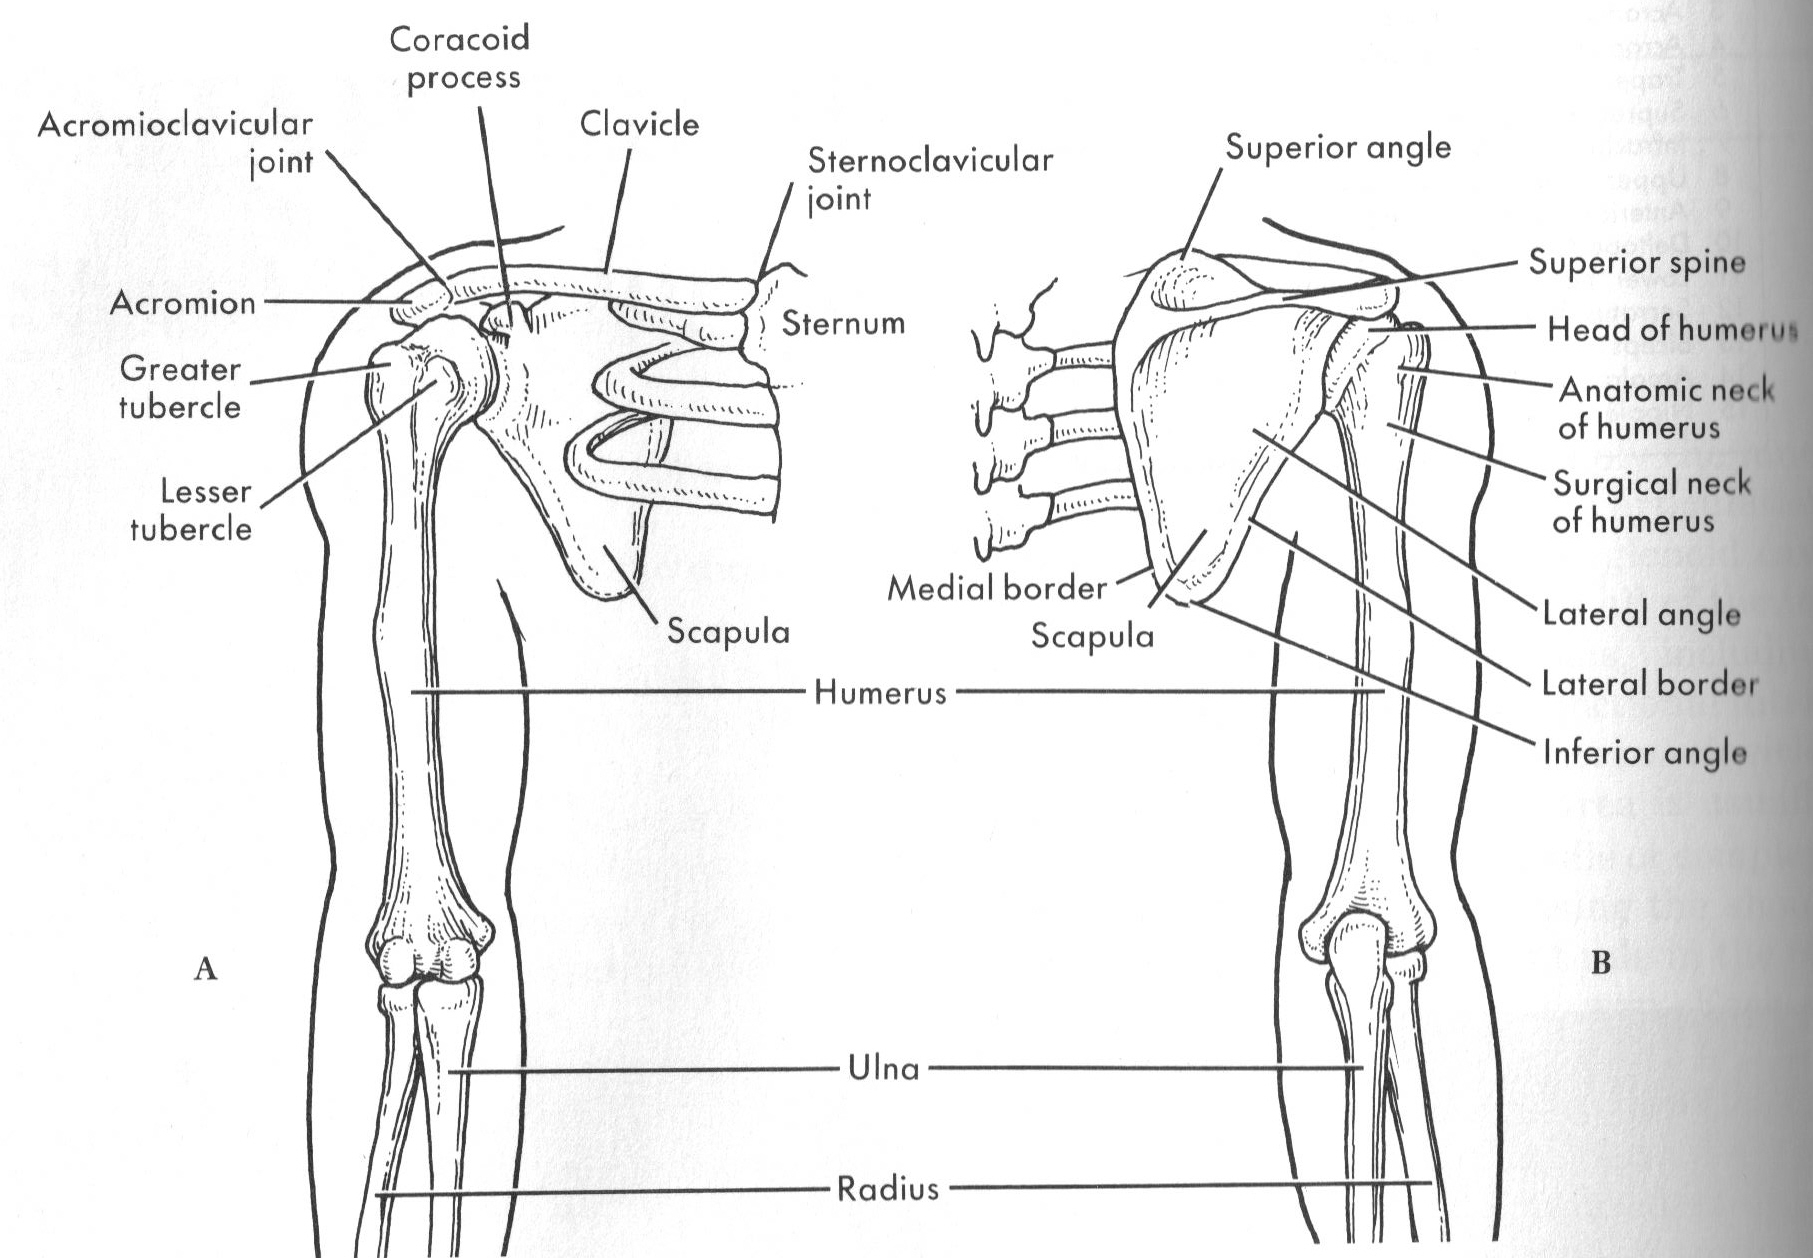 Coracoid
process
Acromioclavicular
joint
Clavicle
Sternoclavicular
joint
Acromion
Sternum
Greater
tubercle
Lesser
tubercle
Scapula
Superior angle
Superior spine
Head of humerus
Anatomic neck
of humerus
Surgical neck
of humerus
Medial border
Scapula
Lateral angle
Lateral border
Inferior angle
Humerus
A
B
Ulna
Radius